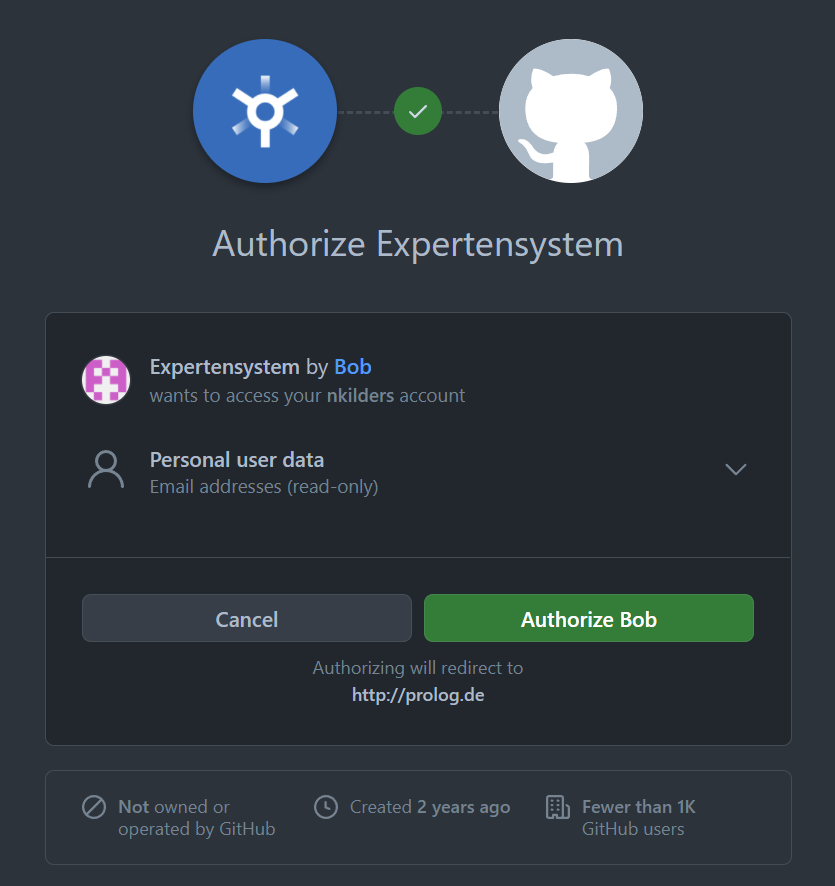 Authorize Expertensystem
Expertensystem by Bob
wants to access your nkilders account
Personal user data
Email addresses (read-only)
Cancel
Authorize Bob
Authorizing will redirect to
http://prolog.de
Not owned or
operated by GitHub
Created 2 years ago
Fewer than 1K
GitHub users